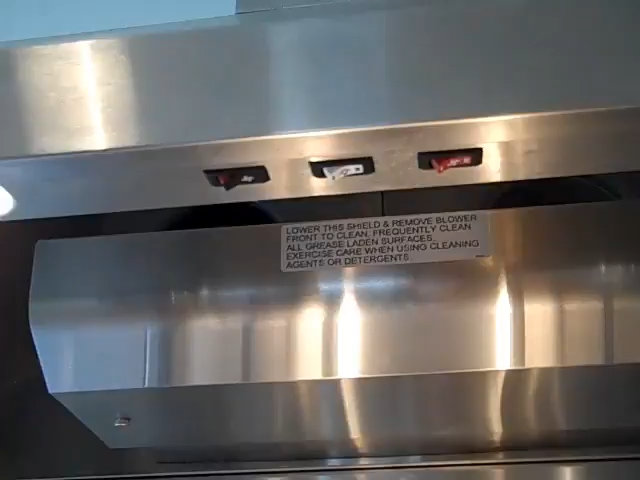 LOWER THIS SHIELD & REMOVE BLOWER
FRONT TO CLEAN. FREQUENTLY CLEAN
ALL GREASE LADEN SURFACES.
EXERCISE CARE WHEN USING CLEANING
AGENTS OR DETERGENTS.